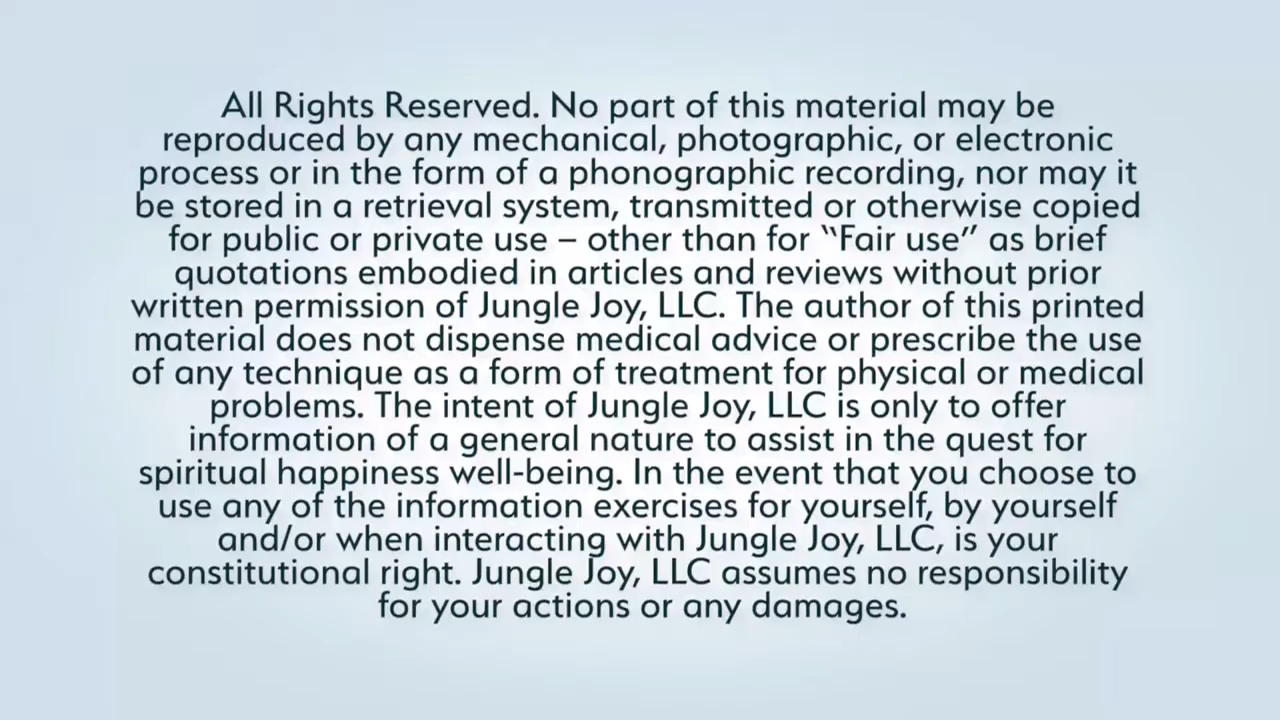 All Rights Reserved. No part of this material may be
reproduced by any mechanical, photographic, or electronic
process or in the form of a phonographic recording, nor may it
be stored in a retrieval system, transmitted or otherwise copied
for public or private use – other than for “Fair use” as brief
quotations embodied in articles and reviews without prior
written permission of Jungle Joy, LLC. The author of this printed
material does not dispense medical advice or prescribe the use
of any technique as a form of treatment for physical or medical
problems. The intent of Jungle Joy, LLC is only to offer
information of a general nature to assist in the quest for
spiritual happiness well-being. In the event that you choose to
use any of the information exercises for yourself, by yourself
and/or when interacting with Jungle Joy, LLC, is your
constitutional right. Jungle Joy, LLC assumes no responsibility
for your actions or any damages.